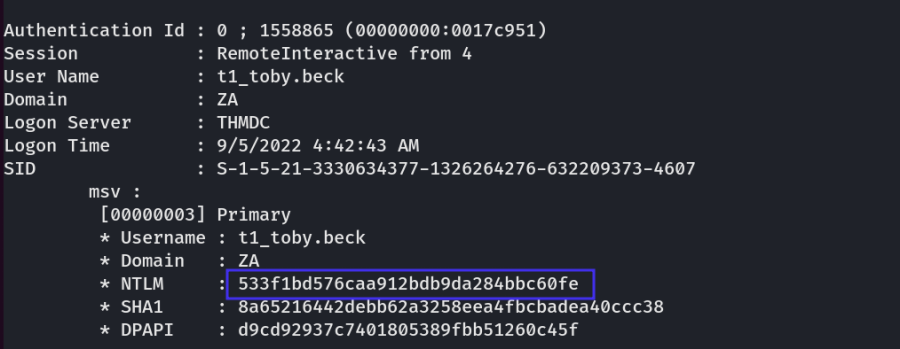 Authentication Id : 0 ; 1558865 (00000000:0017c951)
Session           : RemoteInteractive from 4
User Name         : t1_toby.beck
Domain            : ZA
Logon Server      : THMDC
Logon Time        : 9/5/2022 4:42:43 AM
SID               : S-1-5-21-3330634377-1326264276-632209373-4607
        msv :
         [00000003] Primary
         * Username : t1_toby.beck
         * Domain   : ZA
         * NTLM     : 533f1bd576caa912bdb9da284bbc60fe
         * SHA1     : 8a65216442debb62a3258eea4fbcbadea40ccc38
         * DPAPI    : d9cd92937c7401805389fbb51260c45f